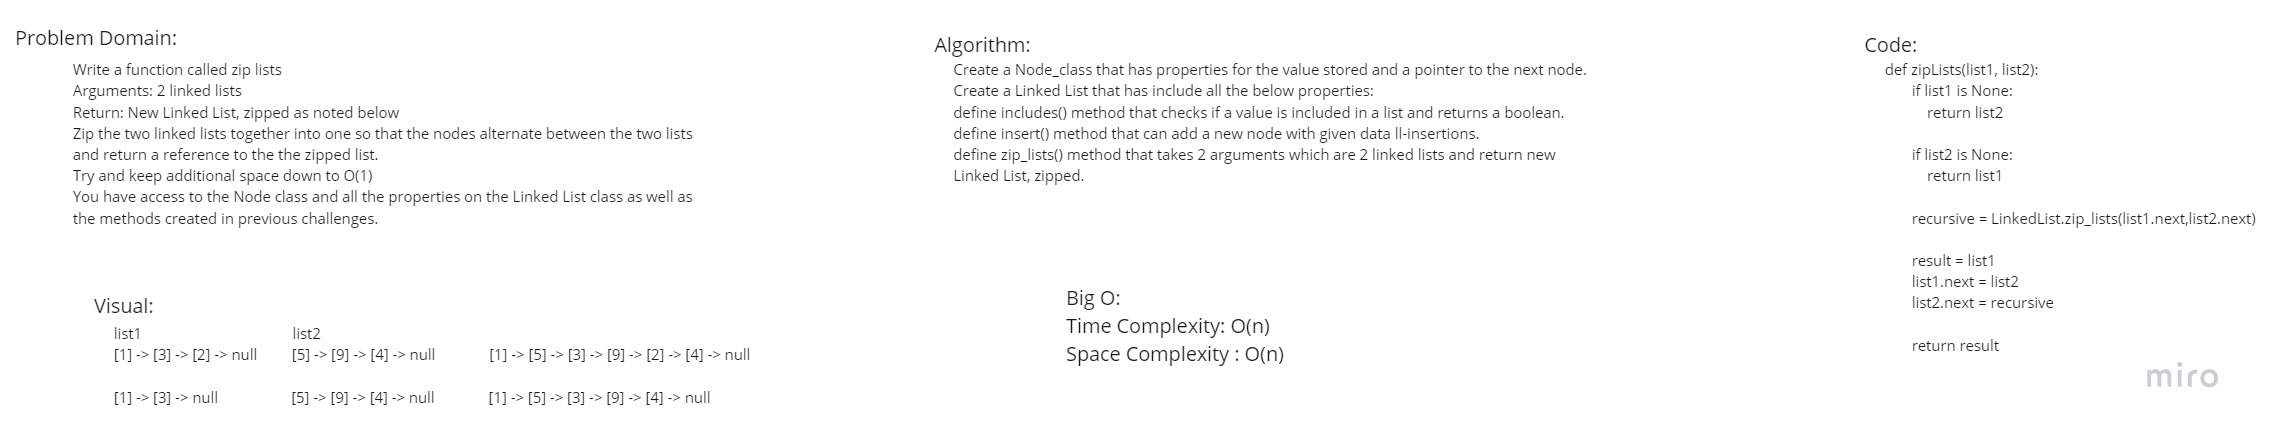 Problem Domain:
Write a function called zip lists
Arguments: 2 linked lists
Return: New Linked List, zipped as noted below
Zip the two linked lists together into one so that the nodes alternate between the two lists
and return a reference to the the zipped list.
Try and keep additional space down to O(1)
You have access to the Node class and all the properties on the Linked List class as well as
the methods created in previous challenges.
Visual:
list1 list2
[1] -> [3] -> [2] -> null [5] -> [9] -> [4] -> null [1] -> [5] -> [3] -> [9] -> [2] -> [4] -> null
[1] -> [3] -> null [5] -> [9] -> [4] -> null [1] -> [5] -> [3] -> [9] -> [4] -> null
Algorithm:
Create a Node_class that has properties for the value stored and a pointer to the next node.
Create a Linked List that has include all the below properties:
define includes() method that checks if a value is included in a list and returns a boolean.
define insert() method that can add a new node with given data ll-insertions.
define zip_lists() method that takes 2 arguments which are 2 linked lists and return new
Linked List, zipped.
Big O:
Time Complexity: O(n)
Space Complexity : O(n)
Code:
def zipLists(list1, list2):
if list1 is None:
return list2
if list2 is None:
return list1
recursive = LinkedList.zip_lists(list1.next,list2.next)
result = list1
list1.next = list2
list2.next = recursive
return result
miro